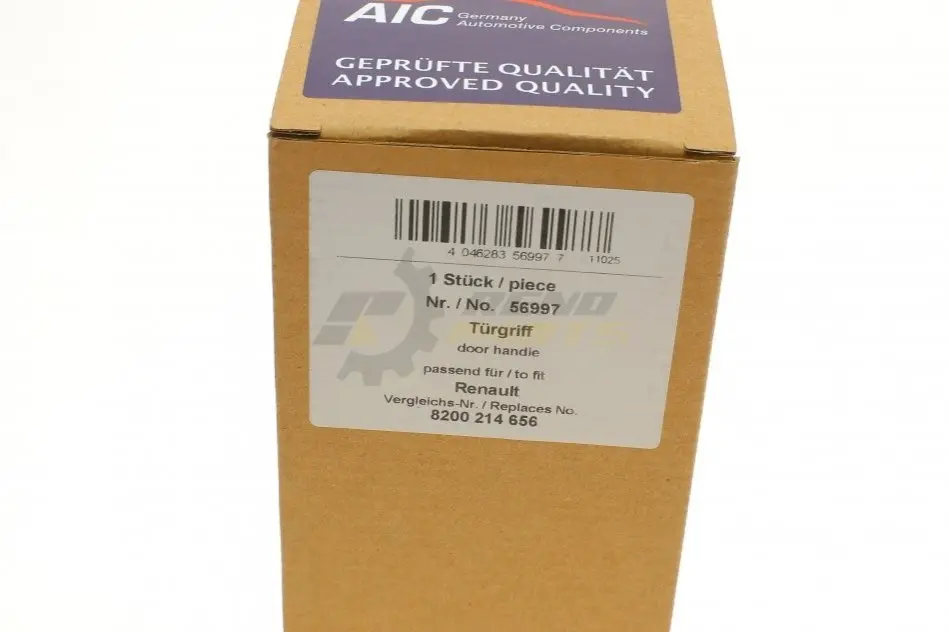 AIC Germany
Automotive Components
GEPRÜFTE QUALITÄT
APPROVED QUALITY
4 046283 56997 7 11025
1 Stück / piece
Nr. / No. 56997
Türgriff
door handle
passend für / to fit
Renault
Vergleichs-Nr. / Replaces No.
8200 214 656